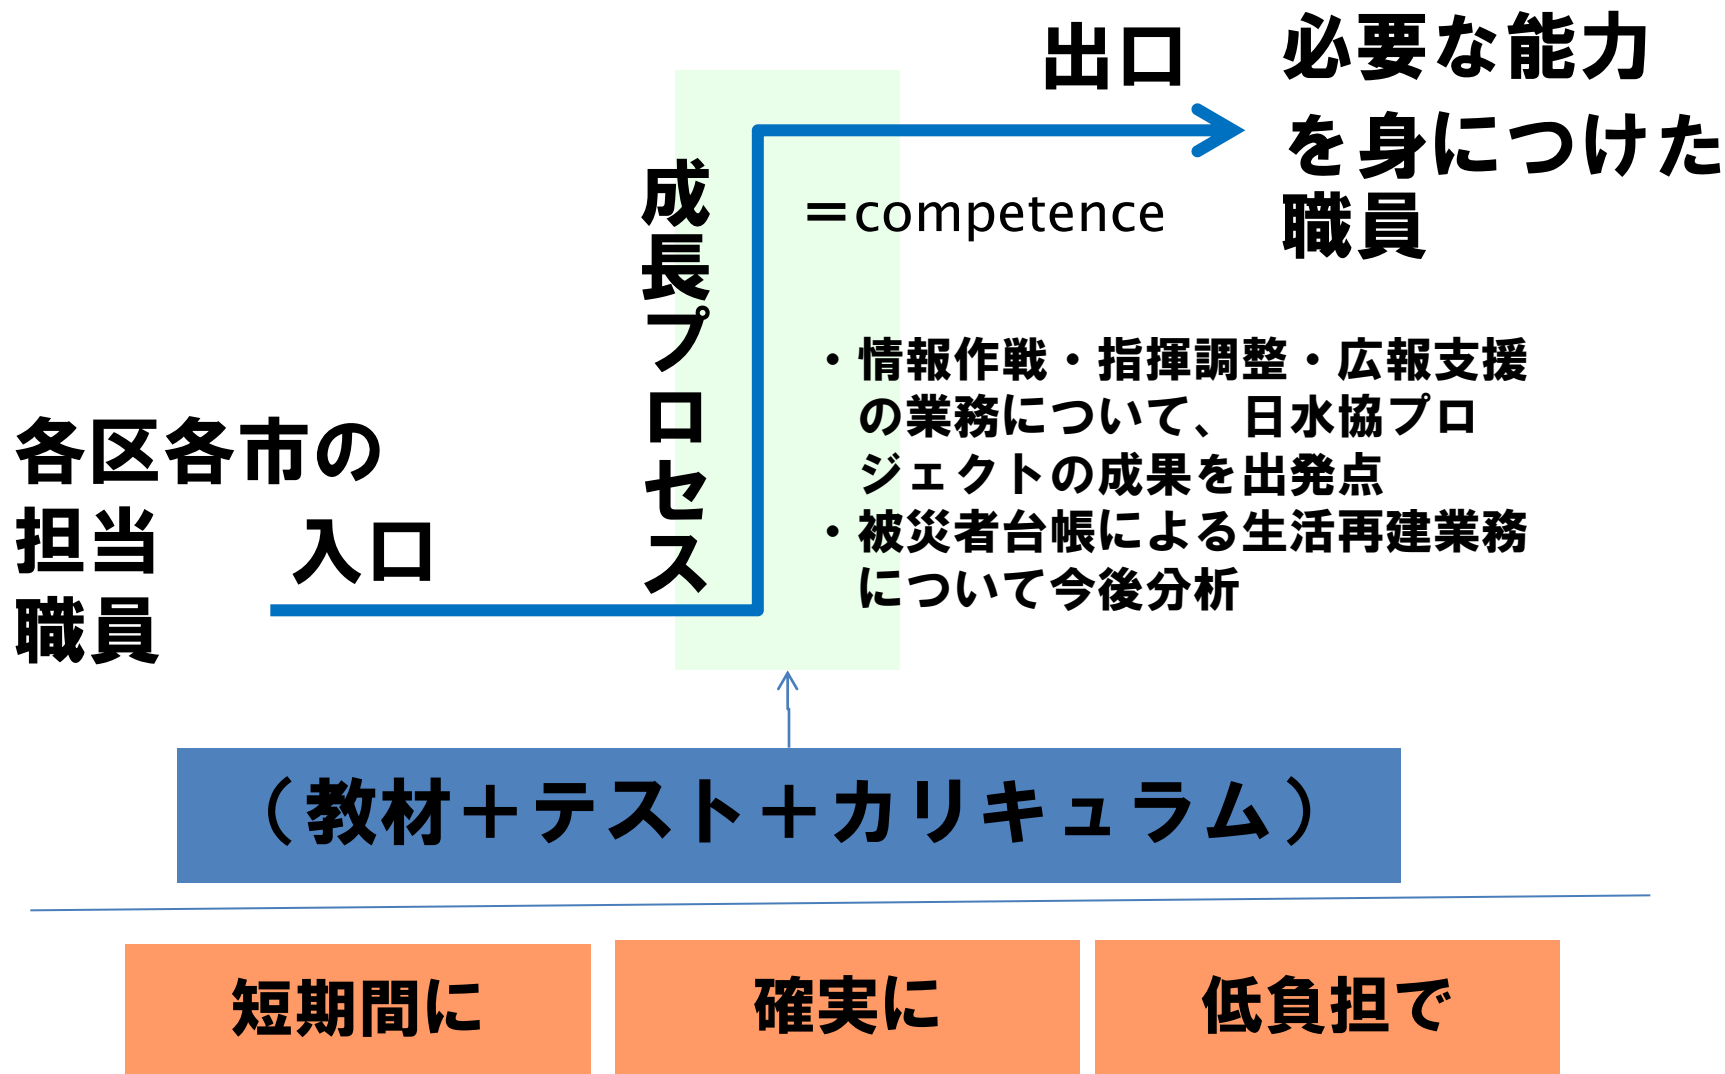 出口
必要な能力
を身につけた
職員
=competence
成長プロセス
・情報作戦・指揮調整・広報支援
の業務について、日水協プロ
ジェクトの成果を出発点
・被災者台帳による生活再建業務
について今後分析
各区各市の
担当
職員
入口
（教材＋テスト＋カリキュラム）
短期間に
確実に
低負担で